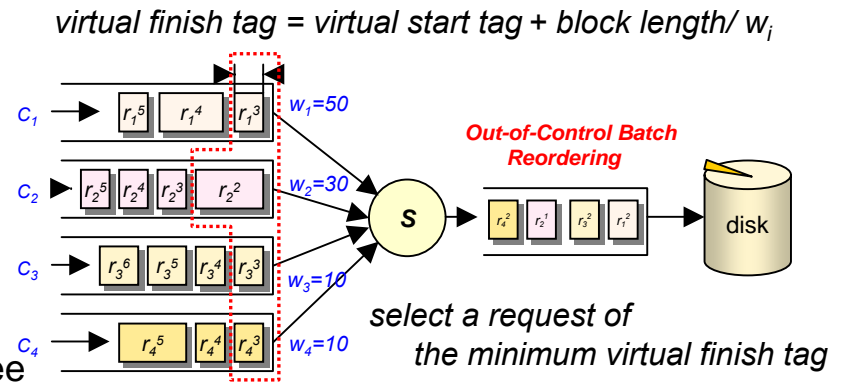 virtual finish tag = virtual start tag + block length/ wᵢ
C₁ r₁⁵ r₁⁴ r₁³ w₁=50
Out-of-Control Batch
Reordering
C₂ r₂⁵ r₂⁴ r₂³ r₂² w₂=30
S r₄² r₂¹ r₃² r₁² disk
C₃ r₃⁶ r₃⁵ r₃⁴ r₃³ w₃=10
select a request of
C₄ r₄⁵ r₄⁴ r₄³ w₄=10
the minimum virtual finish tag